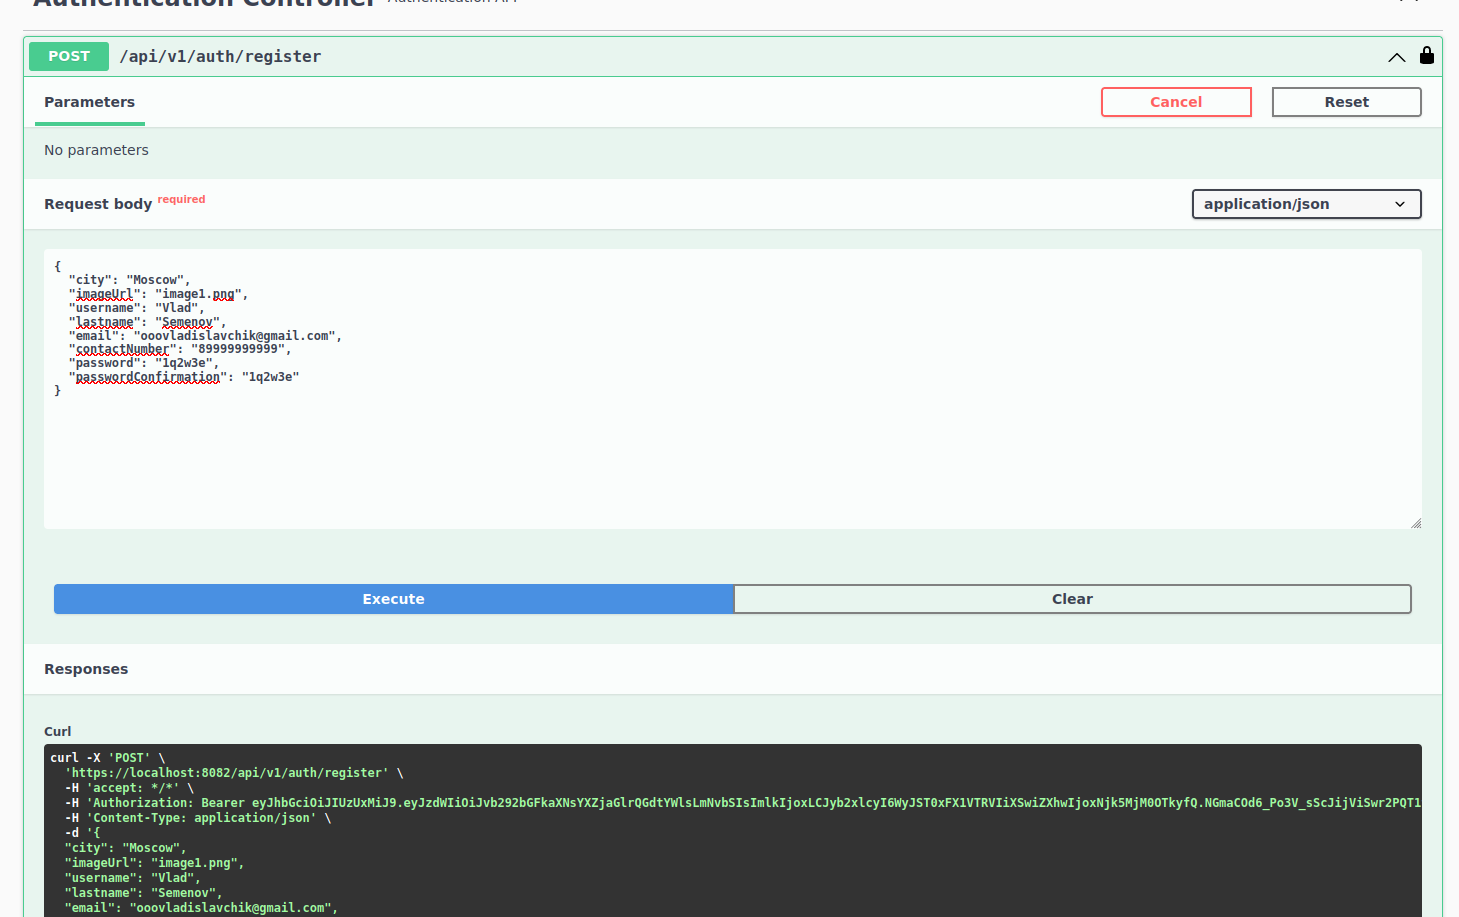 Authentication Controller Authentication API
POST /api/v1/auth/register
Parameters
Cancel
Reset
No parameters
Request body required
application/json
{
  "city": "Moscow",
  "imageUrl": "image1.png",
  "username": "Vlad",
  "lastname": "Semenov",
  "email": "ooovladislavchik@gmail.com",
  "contactNumber": "89999999999",
  "password": "1q2w3e",
  "passwordConfirmation": "1q2w3e"
}
Execute
Clear
Responses
Curl
curl -X 'POST' \
  'https://localhost:8082/api/v1/auth/register' \
  -H 'accept: */*' \
  -H 'Authorization: Bearer eyJhbGciOiJIUzUxMiJ9.eyJzdWIiOiJvb292bGFkaXNsYXZjaGlrQGdtYWlsLmNvbSIsImlkIjoxLCJyb2xlcyI6WyJST0xFX1VTRVIiXSwiZXhwIjoxNjk5MjM0OTkyfQ.NGmaCOd6_Po3V_sScJijViSwr2PQT1
  -H 'Content-Type: application/json' \
  -d '{
  "city": "Moscow",
  "imageUrl": "image1.png",
  "username": "Vlad",
  "lastname": "Semenov",
  "email": "ooovladislavchik@gmail.com",